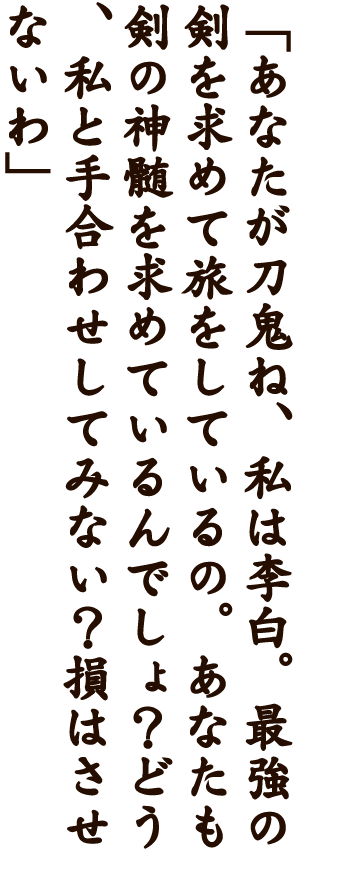 「あなたが刀鬼ね、私は李白。最強の
剣を求めて旅をしているの。あなたも
剣の神髄を求めているんでしょ？どう
、私と手合わせしてみない？損はさせ
ないわ」